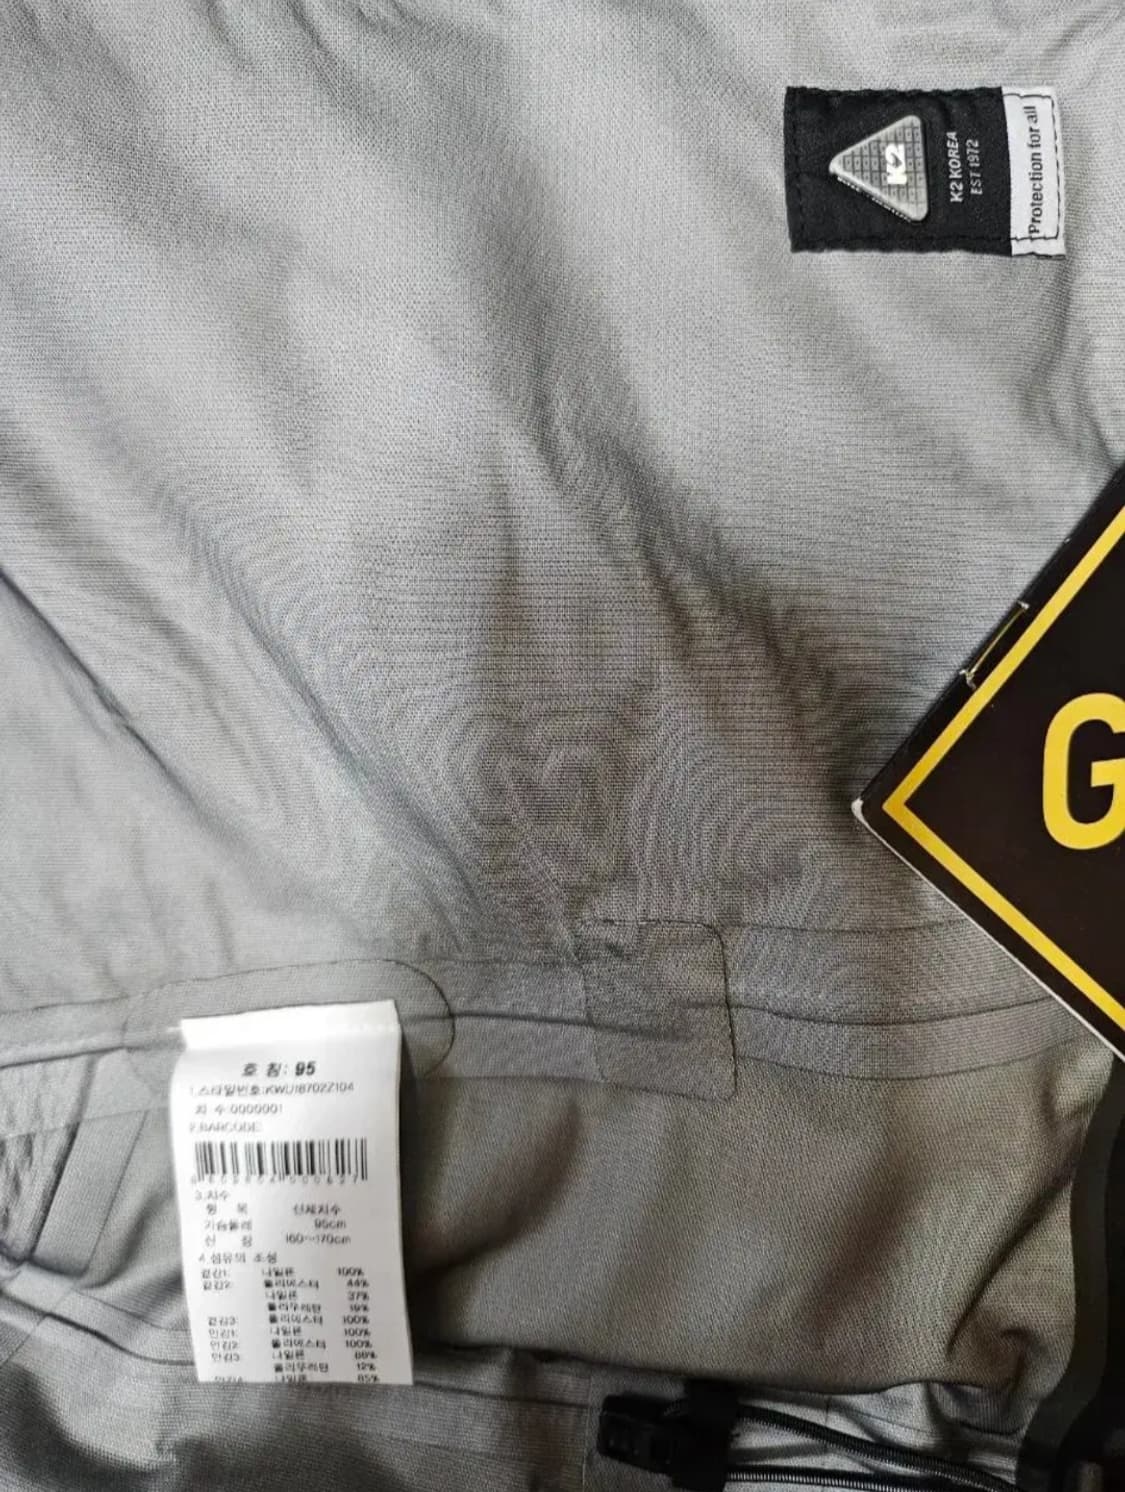 K2
K2 KOREA
EST 1972
Protection for all
G
호 칭: 95
1.스타일번호:KWU18702Z104
차 수:0000001
2.BARCODE:
3.치수
항 목 신체치수
가슴둘레 95cm
신 장 160~170cm
4.섬유의 조성
겉감1: 나일론 100%
겉감2: 폴리에스터 44%
나일론 37%
폴리우레탄 19%
겉감3: 폴리에스터 100%
안감1: 나일론 100%
안감2: 폴리에스터 100%
안감3: 나일론 88%
폴리우레탄 12%
안감4: 나일론 85%